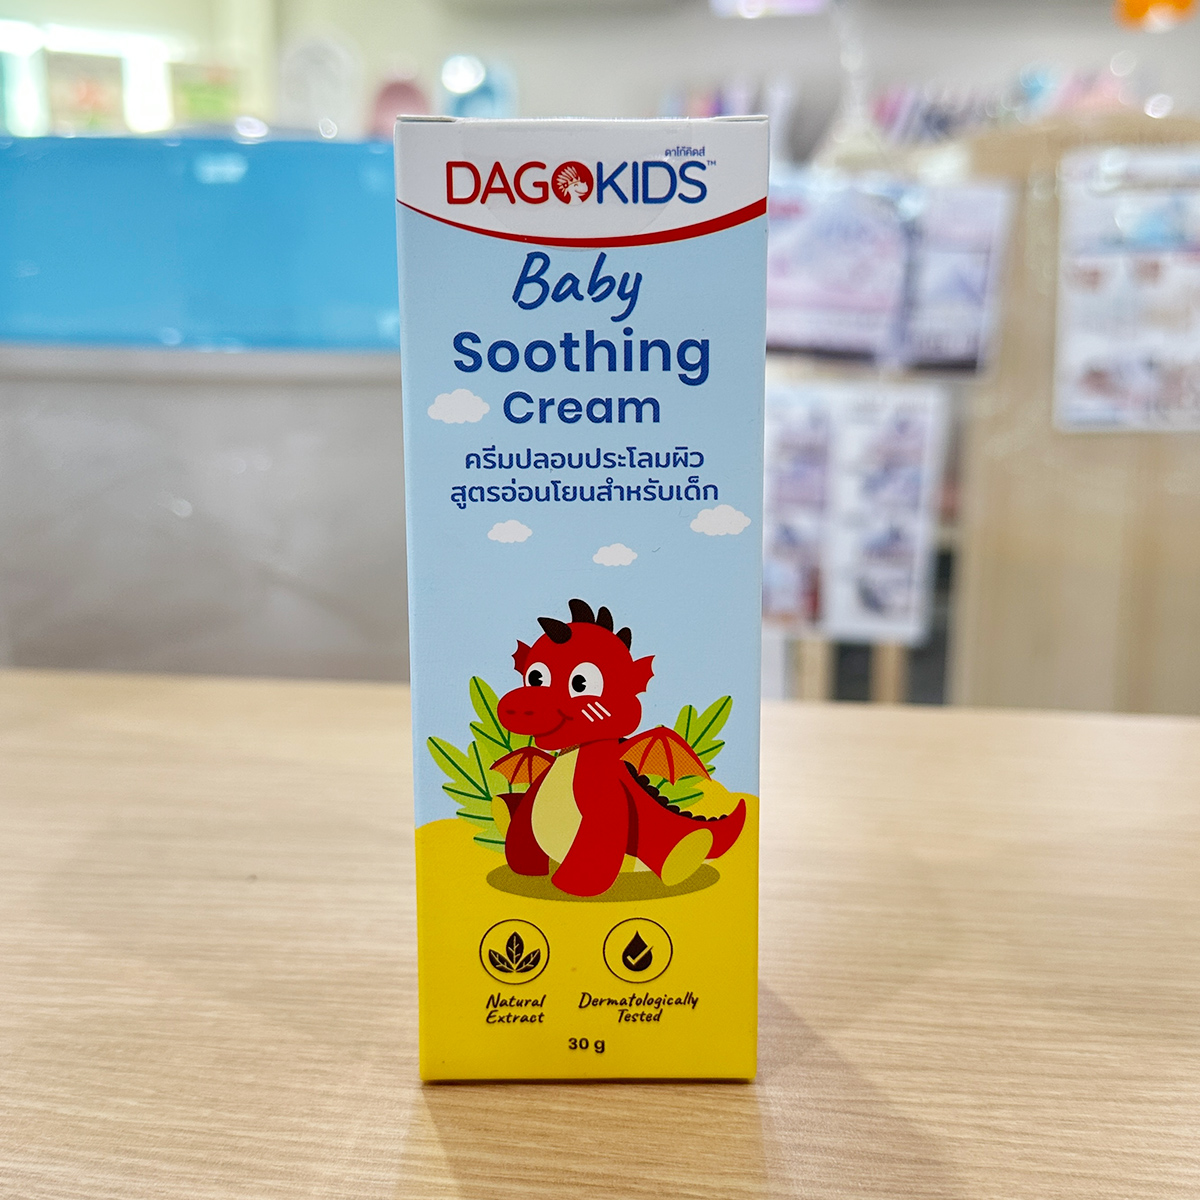 ดาโก้คิดส์
DAGOKIDS™
Baby
Soothing
Cream
ครีมปลอบประโลมผิว
สูตรอ่อนโยนสำหรับเด็ก
Natural
Extract
Dermatologically
Tested
30 g